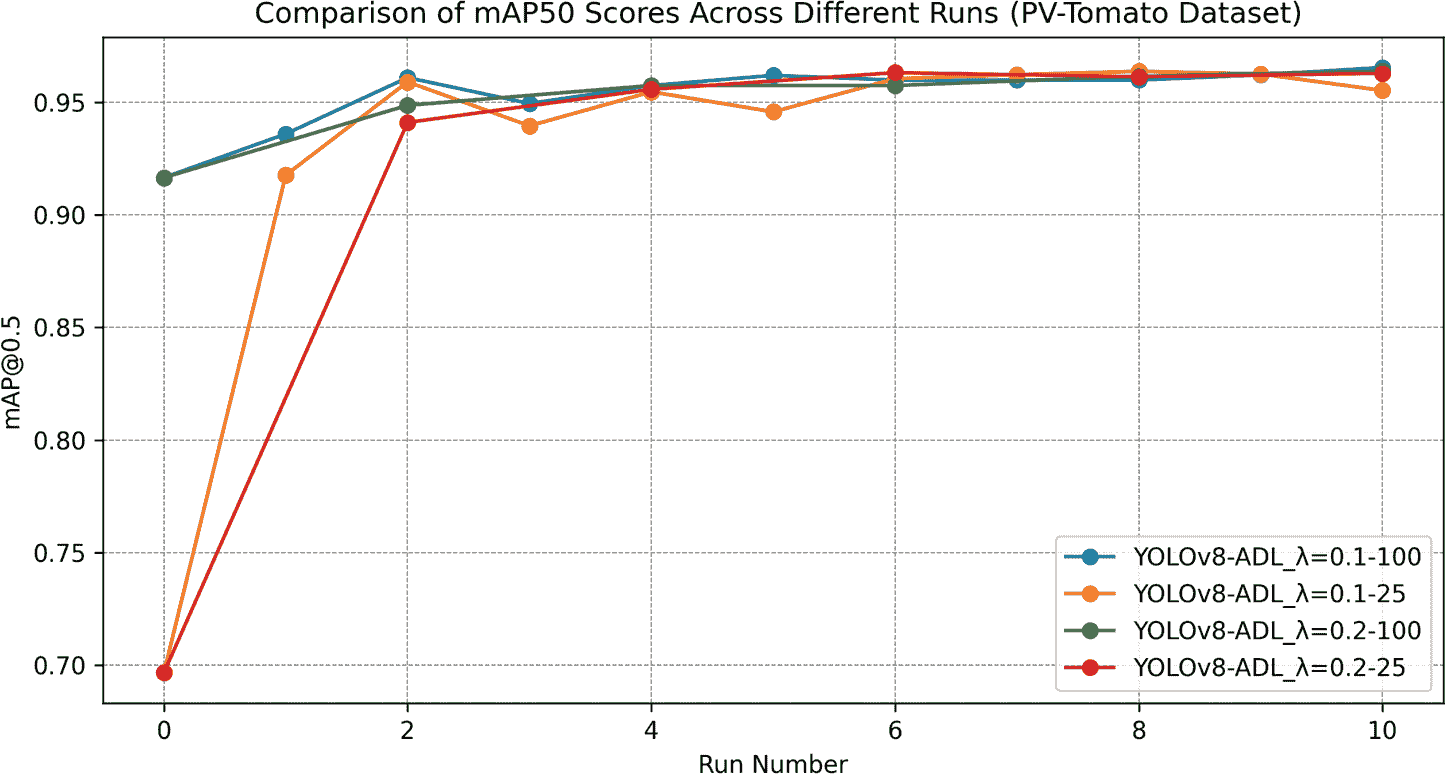 Comparison of mAP50 Scores Across Different Runs (PV-Tomato Dataset)
mAP@0.5
0.95
0.90
0.85
0.80
0.75
0.70
0
2
4
6
8
10
Run Number
YOLOv8-ADL_λ=0.1-100
YOLOv8-ADL_λ=0.1-25
YOLOv8-ADL_λ=0.2-100
YOLOv8-ADL_λ=0.2-25